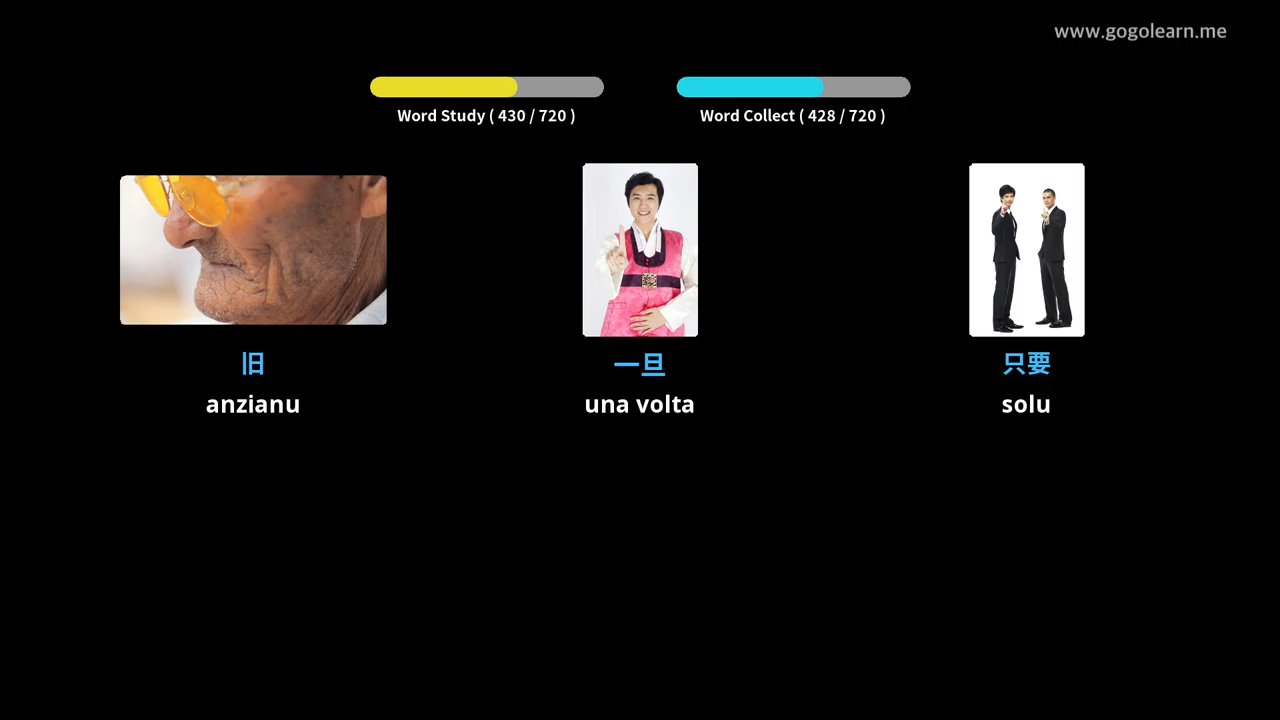 www.gogolearn.me
Word Study ( 430 / 720 )
Word Collect ( 428 / 720 )
旧
一旦
只要
anzianu
una volta
solu